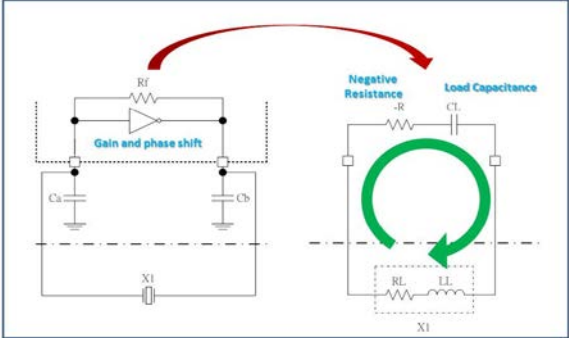 Rf
Gain and phase shift
Ca
Cb
X1
Negative
Resistance
Load Capacitance
-R
CL
RL
LL
X1